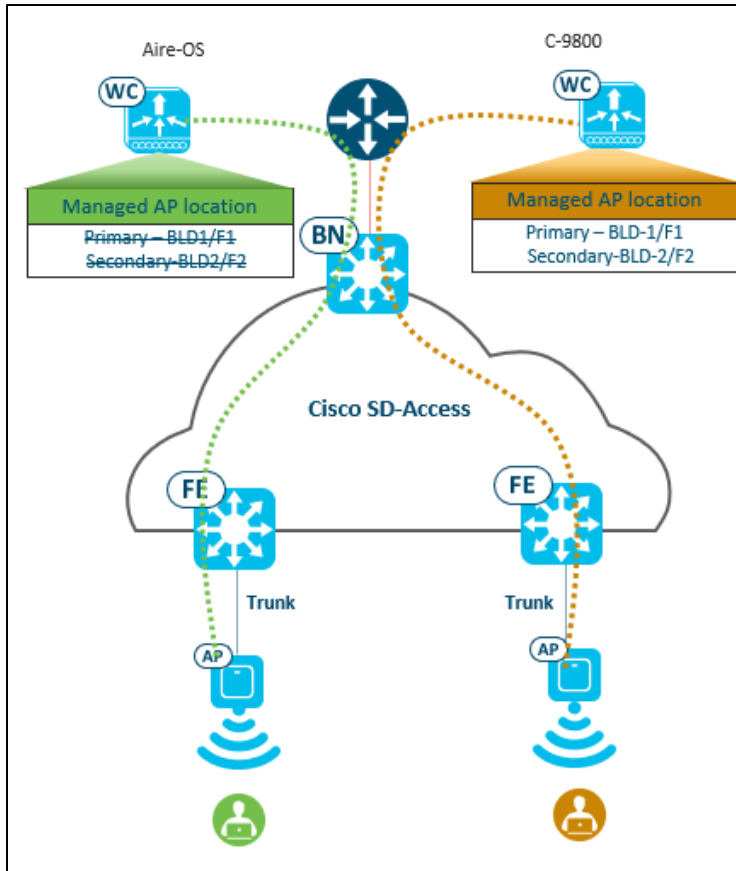 Aire-OS
C-9800
WC
WC
Managed AP location
Primary – BLD1/F1
Secondary-BLD2/F2
Managed AP location
Primary – BLD-1/F1
Secondary-BLD-2/F2
BN
Cisco SD-Access
FE
FE
Trunk
Trunk
AP
AP